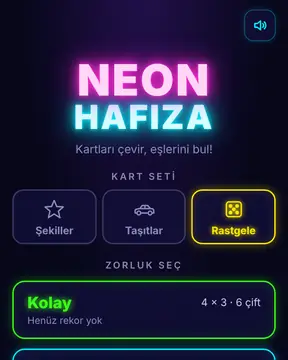 NEON
HAFIZA
Kartları çevir, eşlerini bul!
KART SETİ
Şekiller
Taşıtlar
Rastgele
ZORLUK SEÇ
Kolay
4 × 3 · 6 çift
Henüz rekor yok